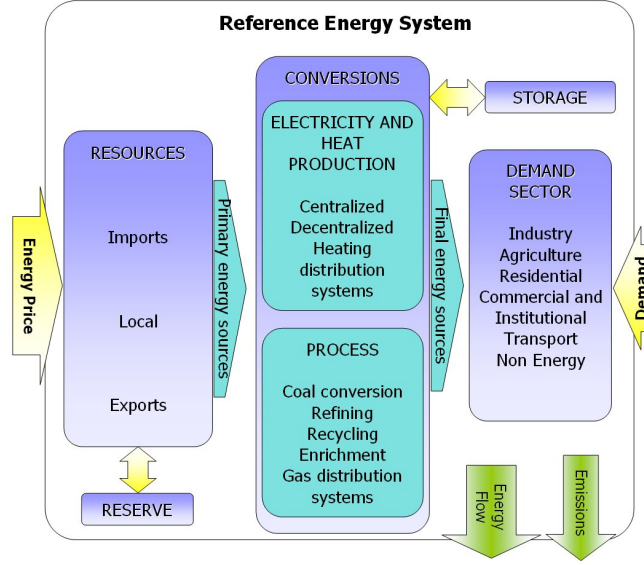 Reference Energy System
CONVERSIONS
STORAGE
ELECTRICITY AND
HEAT
PRODUCTION
Centralized
Decentralized
Heating
distribution
systems
RESOURCES
Imports
Local
Exports
RESERVE
Energy Price
Primary energy sources
PROCESS
Coal conversion
Refining
Recycling
Enrichment
Gas distribution
systems
Final energy sources
DEMAND
SECTOR
Industry
Agriculture
Residential
Commercial and
Institutional
Transport
Non Energy
Demand
Energy
Flow
Emissions